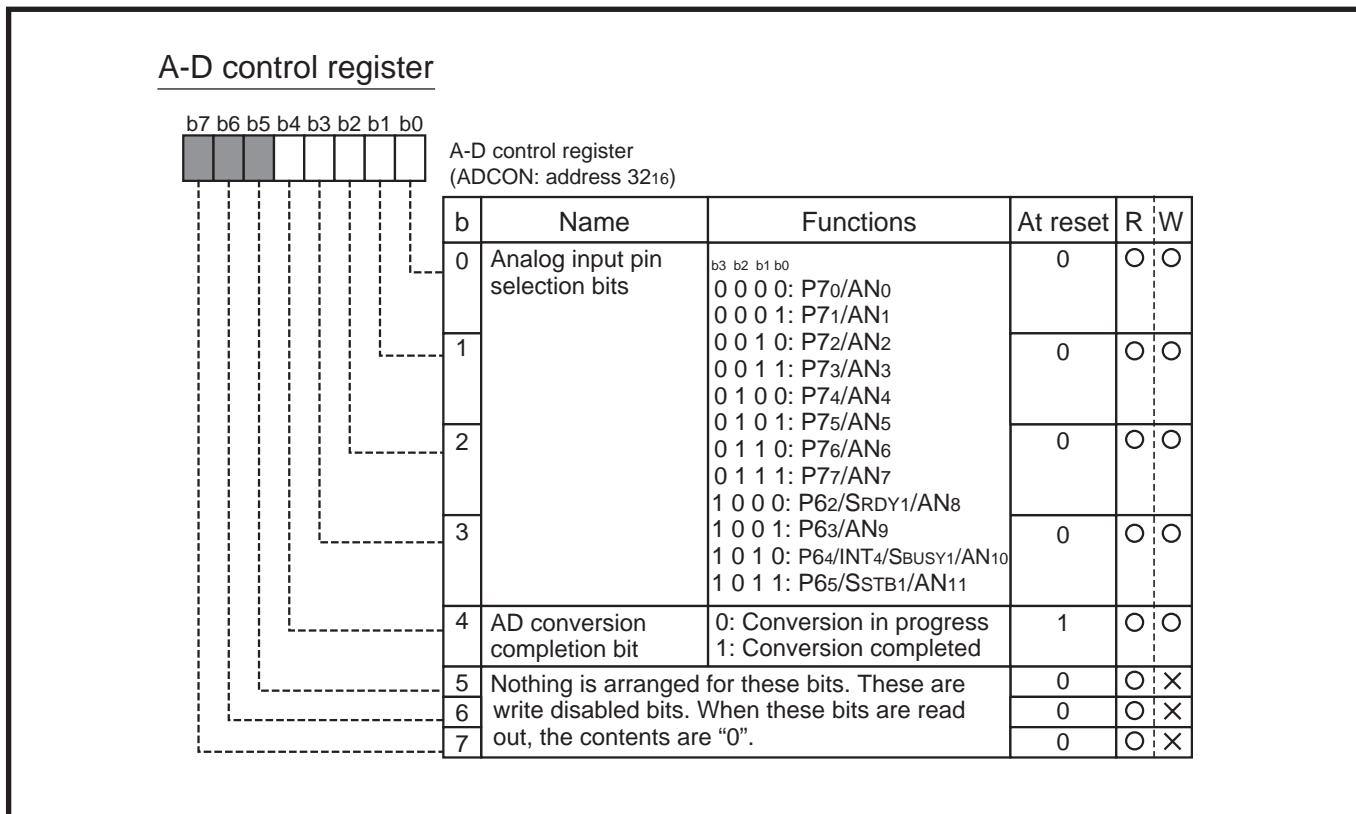 A-D control register
b7 b6 b5 b4 b3 b2 b1 b0
A-D control register
(ADCON: address 3216)
b Name Functions At reset R W
0 Analog input pin selection bits 0 O O
b3 b2 b1 b0
0 0 0 0: P70/AN0
0 0 0 1: P71/AN1
1 0 O O
0 0 1 0: P72/AN2
0 0 1 1: P73/AN3
0 1 0 0: P74/AN4
0 1 0 1: P75/AN5
2 0 O O
0 1 1 0: P76/AN6
0 1 1 1: P77/AN7
1 0 0 0: P62/SRDY1/AN8
3 0 O O
1 0 0 1: P63/AN9
1 0 1 0: P64/INT4/SBUSY1/AN10
1 0 1 1: P65/SSTB1/AN11
4 AD conversion 0: Conversion in progress 1 O O
completion bit 1: Conversion completed
5 Nothing is arranged for these bits. These are 0 O ×
6 write disabled bits. When these bits are read 0 O ×
7 out, the contents are “0”. 0 O ×